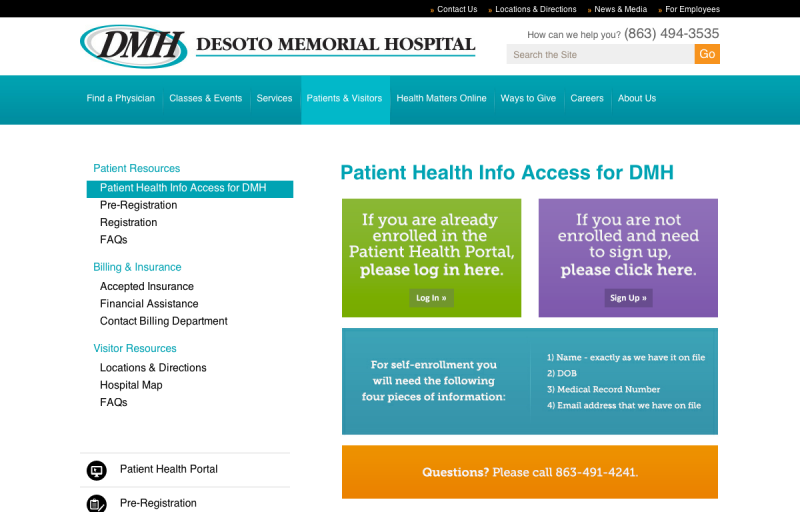 » Contact Us » Locations & Directions » News & Media » For Employees
DMH DESOTO MEMORIAL HOSPITAL
How can we help you? (863) 494-3535
Search the Site Go
Find a Physician Classes & Events Services Patients & Visitors Health Matters Online Ways to Give Careers About Us
Patient Resources
Patient Health Info Access for DMH
Pre-Registration
Registration
FAQs
Billing & Insurance
Accepted Insurance
Financial Assistance
Contact Billing Department
Visitor Resources
Locations & Directions
Hospital Map
FAQs
Patient Health Portal
Pre-Registration
Patient Health Info Access for DMH
If you are already
enrolled in the
Patient Health Portal,
please log in here.
Log In »
If you are not
enrolled and need
to sign up,
please click here.
Sign Up »
For self-enrollment you
will need the following
four pieces of information:
1) Name - exactly as we have it on file
2) DOB
3) Medical Record Number
4) Email address that we have on file
Questions? Please call 863-491-4241.